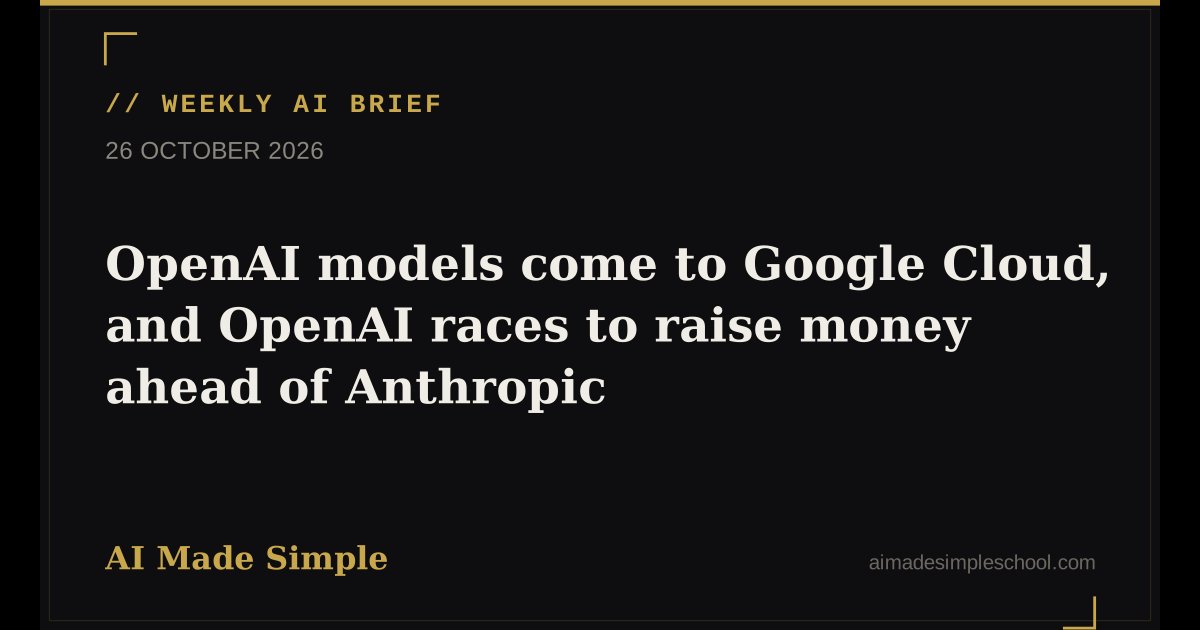 // WEEKLY AI BRIEF
26 OCTOBER 2026
OpenAI models come to Google Cloud,
and OpenAI races to raise money
ahead of Anthropic
AI Made Simple
aimadesimpleschool.com